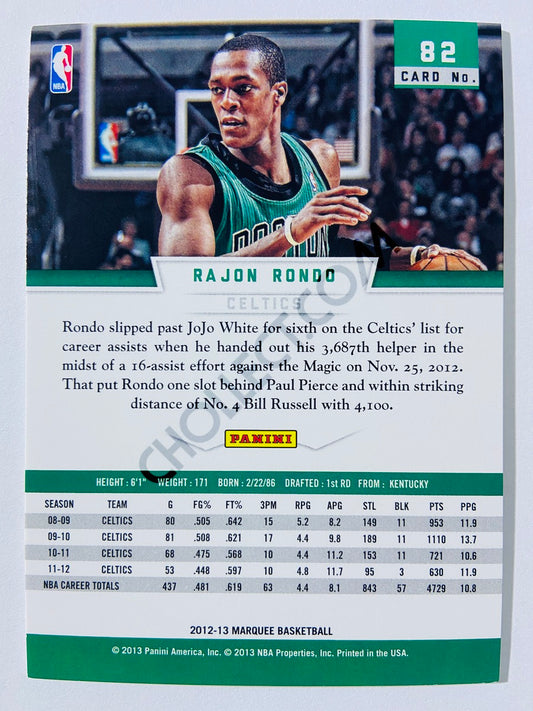 82
CARD No.
NBA
BOSTON
RAJON RONDO
CELTICS
Rondo slipped past JoJo White for sixth on the Celtics' list for
career assists when he handed out his 3,687th helper in the
midst of a 16-assist effort against the Magic on Nov. 25, 2012.
That put Rondo one slot behind Paul Pierce and within striking
distance of No. 4 Bill Russell with 4,100.
CHOLLECT.COM
PANINI
HEIGHT : 6'1" WEIGHT : 171 BORN : 2/22/86 DRAFTED : 1st RD FROM : KENTUCKY
SEASON TEAM G FG% FT% 3PM RPG APG STL BLK PTS PPG
08-09 CELTICS 80 .505 .642 15 5.2 8.2 149 11 953 11.9
09-10 CELTICS 81 .508 .621 17 4.4 9.8 189 11 1110 13.7
10-11 CELTICS 68 .475 .568 10 4.4 11.2 153 11 721 10.6
11-12 CELTICS 53 .448 .597 10 4.8 11.7 95 3 630 11.9
NBA CAREER TOTALS 437 .481 .619 63 4.4 8.1 843 57 4729 10.8
2012-13 MARQUEE BASKETBALL
© 2013 Panini America, Inc. © 2013 NBA Properties, Inc. Printed in the USA.